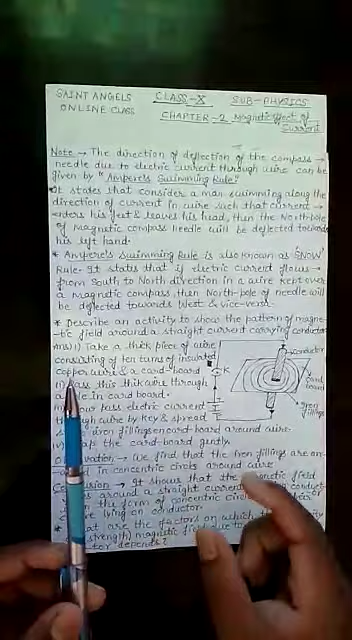 SAINT ANGELS CLASS-X SUB-PHYSICS
ONLINE CLASS CHAPTER-2 Magnetic Effect of
Current
Note → The direction of deflection of the compass →
needle due to electric current through wire can be
given by "Ampere's Swimming Rule"
It states that consider a man swimming along the
direction of current in wire such that current →
enters his feet & leaves his head, then the North-pole
of Magnetic compass needle will be deflected towards
his left hand.
* Ampere's Swimming Rule is also known as 'SNOW'
Rule. It states that if electric current flows →
from South to North direction in a wire kept over
a Magnetic compass, then North-pole of needle will
be deflected towards West & vice-versa.
* Describe an activity to show the pattern of magne-
tic field around a straight current carrying conductor
Ans: (i) Take a thick piece of wire
consisting of ten turns of insulated
copper wire & a card-board
Pass this thick wire through
in card board.
pass electric current
through wire by key & spread
iron fillings on card board around wire.
the card-board gently.
We find that the iron fillings are
in concentric circles around wire
It shows that the magnetic field
around a straight current
the form of concentric
lying on conductor.
* What are the factors on which the
strength) magnetic
depends?
conductor
card
board
iron
fillings
K